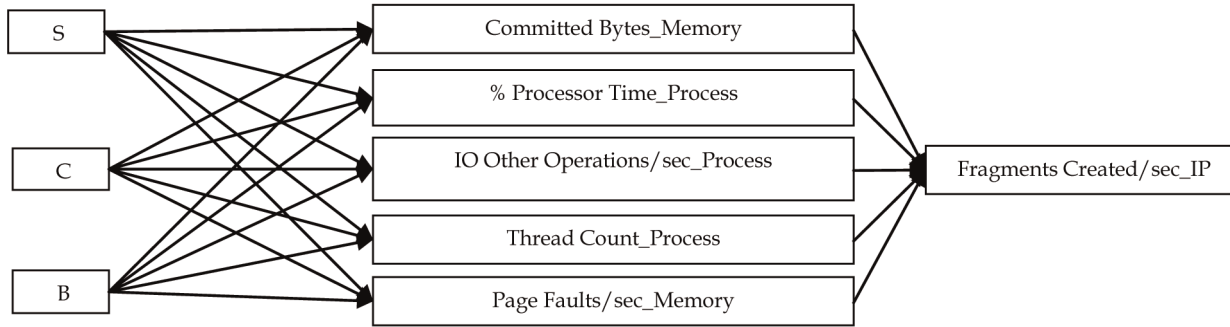 S
C
B
Committed Bytes_Memory
% Processor Time_Process
IO Other Operations/sec_Process
Thread Count_Process
Page Faults/sec_Memory
Fragments Created/sec_IP